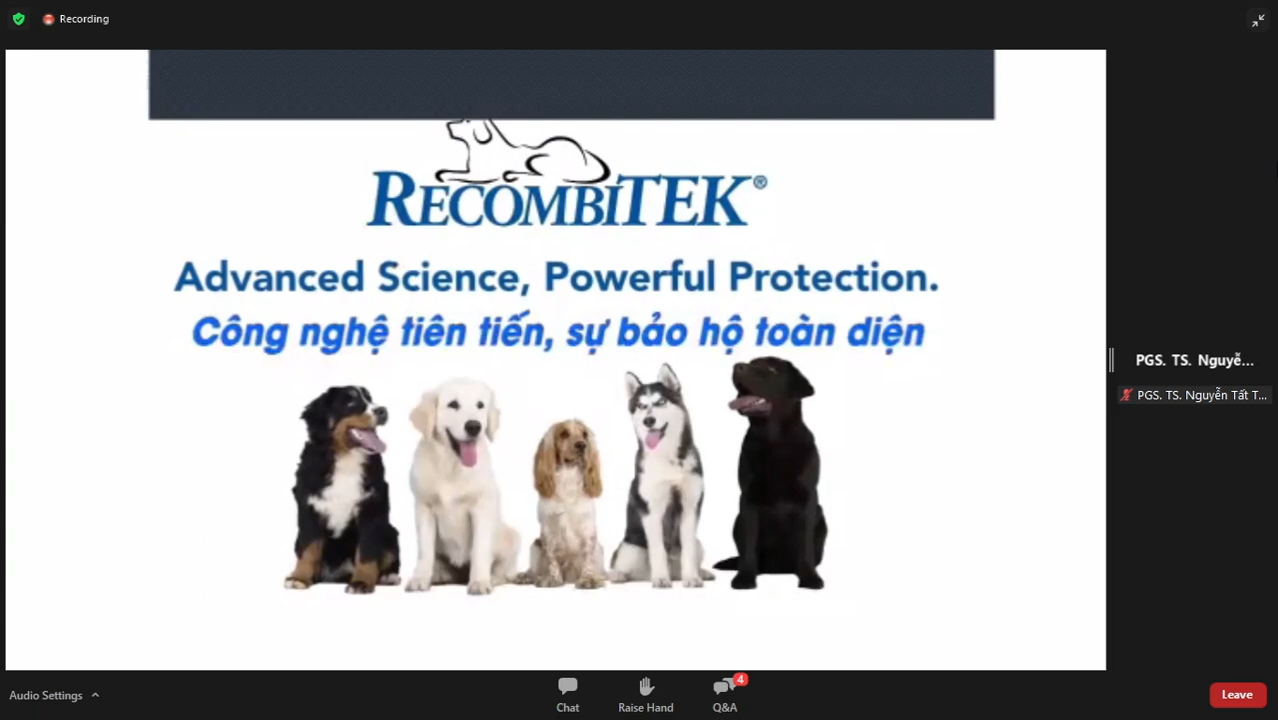 Recording
RECOMBITEK®
Advanced Science, Powerful Protection.
Công nghệ tiên tiến, sự bảo hộ toàn diện
PGS. TS. Nguyễ...
PGS. TS. Nguyễn Tất T...
Audio Settings
Chat
Raise Hand
4
Q&A
Leave